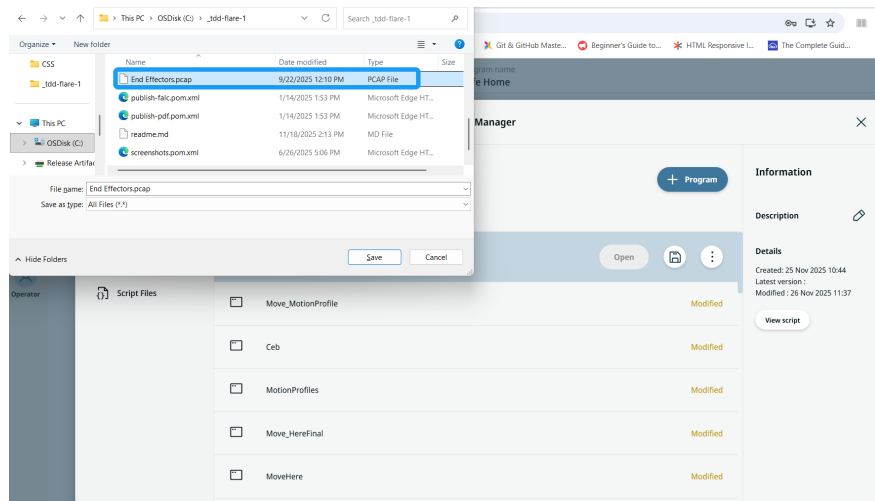 This PC > OSDisk (C:) > _tdd-flare-1
Search _tdd-flare-1
Organize
New folder
Name
Date modified
Type
Size
CSS
_tdd-flare-1
This PC
OSDisk (C:)
Release Artifac
End Effectors.pcap 9/22/2025 12:10 PM PCAP File
publish-falc.pom.xml 1/14/2025 1:53 PM Microsoft Edge HT...
publish-pdf.pom.xml 1/14/2025 1:53 PM Microsoft Edge HT...
readme.md 11/18/2025 2:13 PM MD File
screenshots.pom.xml 6/26/2025 5:06 PM Microsoft Edge HT...
File name: End Effectors.pcap
Save as type: All Files (*.*)
Hide Folders
Save
Cancel
Git & GitHub Maste...
Beginner's Guide to...
HTML Responsive l...
The Complete Guid...
gram name
e Home
Manager
Program
Open
Operator
Script Files
Move_MotionProfile Modified
Ceb Modified
MotionProfiles Modified
Move_HereFinal Modified
MoveHere Modified
Information
Description
Details
Created: 25 Nov 2025 10:44
Latest version :
Modified : 26 Nov 2025 11:37
View script